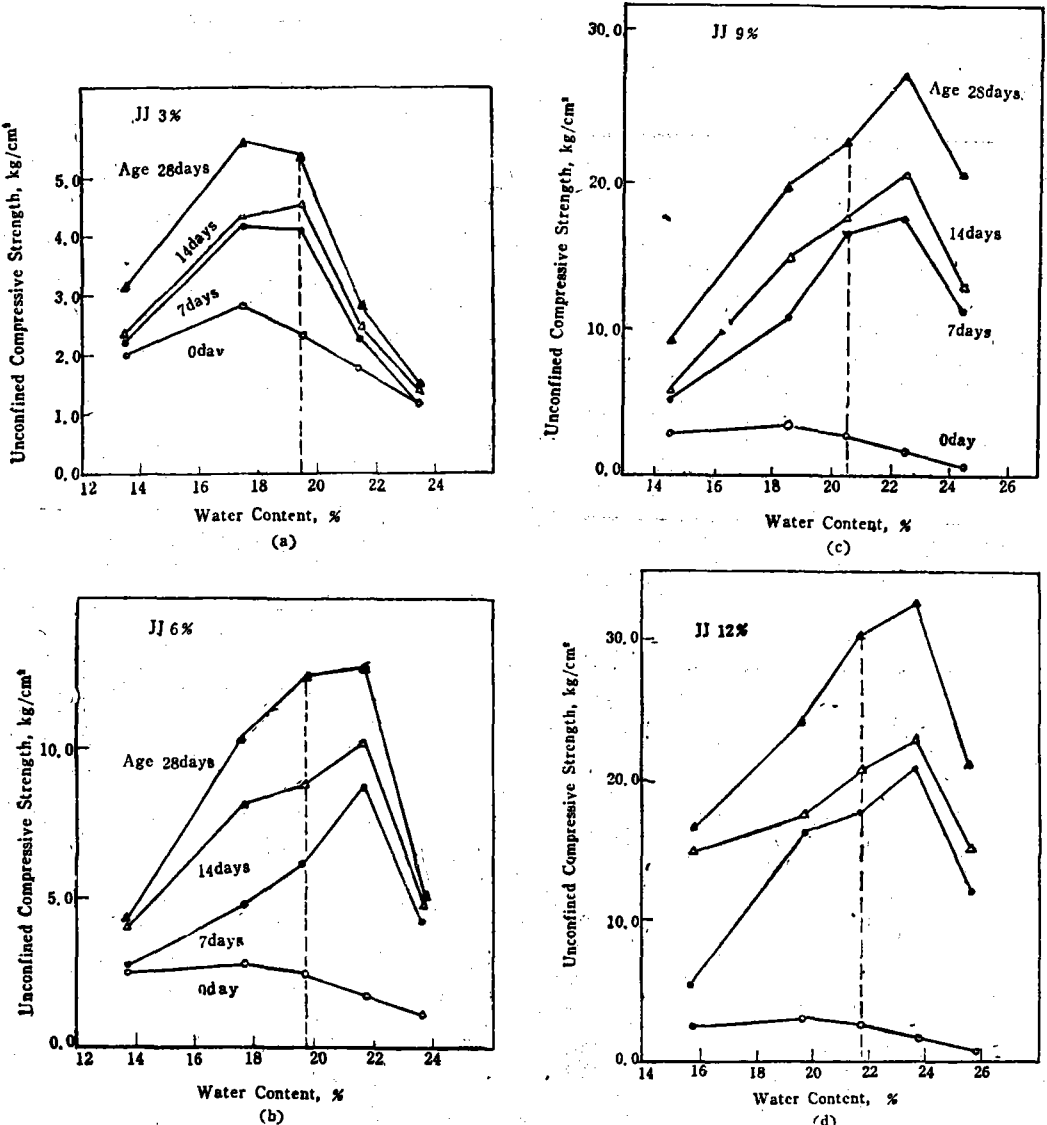 JJ 3%
Age 28days
14days
7days
0dav
5.0
4.0
3.0
2.0
1.0
0.0
12 14 16 18 20 22 24
Unconfined Compressive Strength, kg/cm²
Water Content, %
(a)
JJ 9%
Age 28days
14days
7days
0day
30.0
20.0
10.0
0.0
14 16 18 20 22 24 26
Unconfined Compressive Strength, kg/cm²
Water Content, %
(c)
JJ 6%
Age 28days
14days
7days
0day
10.0
5.0
0.0
12 14 16 18 20 22 24
Unconfined Compressive Strength, kg/cm²
Water Content, %
(b)
JJ 12%
30.0
20.0
10.0
0.0
14 16 18 20 22 24 26
Unconfined Compressive Strength, kg/cm²
Water Content, %
(d)